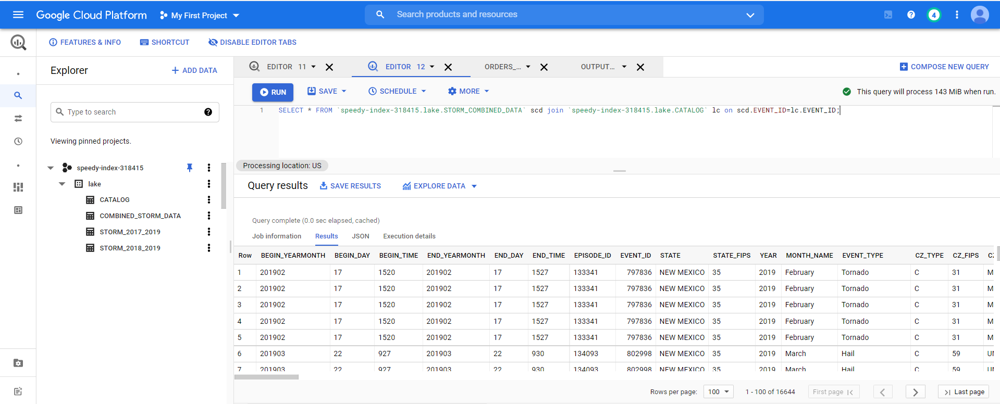 Google Cloud Platform My First Project Search products and resources 4
FEATURES & INFO SHORTCUT DISABLE EDITOR TABS
Explorer ADD DATA
Type to search
Viewing pinned projects.
speedy-index-318415
lake
CATALOG
COMBINED_STORM_DATA
STORM_2017_2019
STORM_2018_2019
EDITOR 11 EDITOR 12 ORDERS_... OUTPUT... COMPOSE NEW QUERY
RUN SAVE SCHEDULE MORE This query will process 143 MiB when run.
1 SELECT * FROM `speedy-index-318415.lake.STORM_COMBINED_DATA` scd join `speedy-index-318415.lake.CATALOG` lc on scd.EVENT_ID=lc.EVENT_ID;
Processing location: US
Query results SAVE RESULTS EXPLORE DATA
Query complete (0.0 sec elapsed, cached)
Job information Results JSON Execution details
Row BEGIN_YEARMONTH BEGIN_DAY BEGIN_TIME END_YEARMONTH END_DAY END_TIME EPISODE_ID EVENT_ID STATE STATE_FIPS YEAR MONTH_NAME EVENT_TYPE CZ_TYPE CZ_FIPS CZ
1 201902 17 1520 201902 17 1527 133341 797836 NEW MEXICO 35 2019 February Tornado C 31 M
2 201902 17 1520 201902 17 1527 133341 797836 NEW MEXICO 35 2019 February Tornado C 31 M
3 201902 17 1520 201902 17 1527 133341 797836 NEW MEXICO 35 2019 February Tornado C 31 M
4 201902 17 1520 201902 17 1527 133341 797836 NEW MEXICO 35 2019 February Tornado C 31 M
5 201902 17 1520 201902 17 1527 133341 797836 NEW MEXICO 35 2019 February Tornado C 31 M
6 201903 22 927 201903 22 930 134093 802998 NEW MEXICO 35 2019 March Hail C 59 UN
7 201903 22 927 201903 22 930 134093 802998 NEW MEXICO 35 2019 March Hail C 59 UN
Rows per page: 100 1 - 100 of 16644 First page Last page